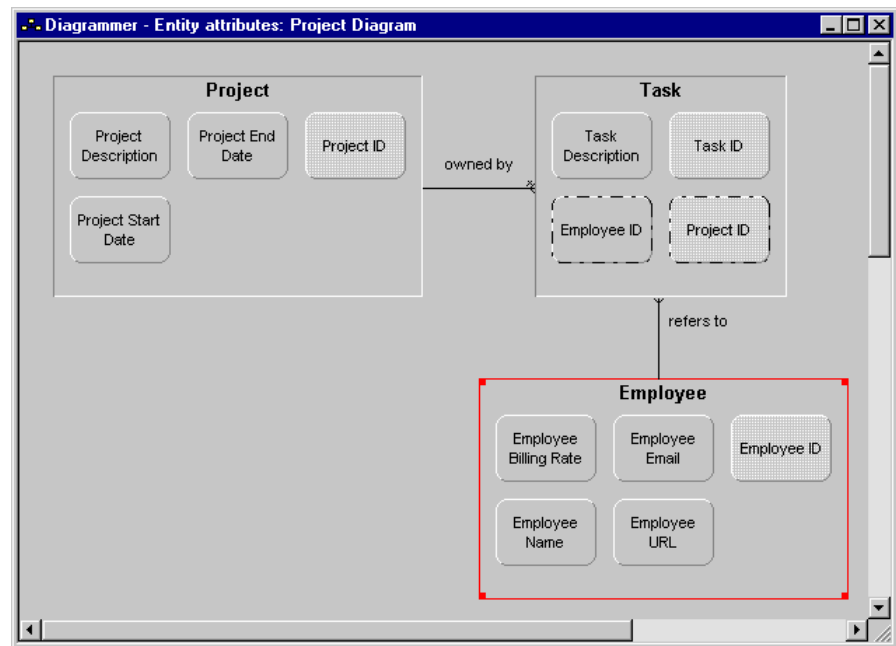 Diagrammer - Entity attributes: Project Diagram
Project
Project
Description
Project End
Date
Project ID
Project Start
Date
owned by
Task
Task
Description
Task ID
Employee ID
Project ID
refers to
Employee
Employee
Billing Rate
Employee
Email
Employee ID
Employee
Name
Employee
URL